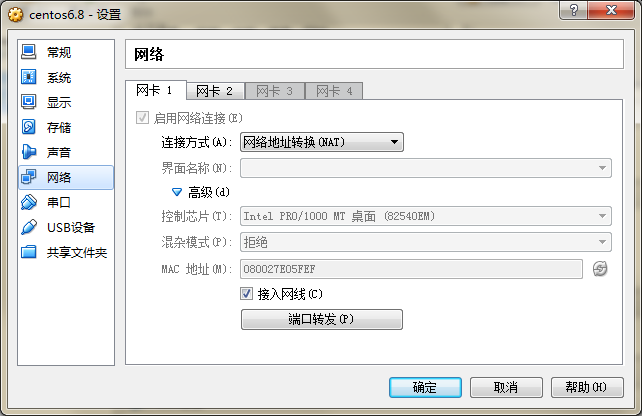 centos6.8 - 设置
常规
系统
显示
存储
声音
网络
串口
USB设备
共享文件夹
网络
网卡 1 网卡 2 网卡 3 网卡 4
启用网络连接(E)
连接方式(A): 网络地址转换(NAT)
界面名称(N):
高级(d)
控制芯片(T): Intel PRO/1000 MT 桌面 (82540EM)
混杂模式(P): 拒绝
MAC 地址(M): 080027E05FEF
接入网线(C)
端口转发(P)
确定 取消 帮助(H)